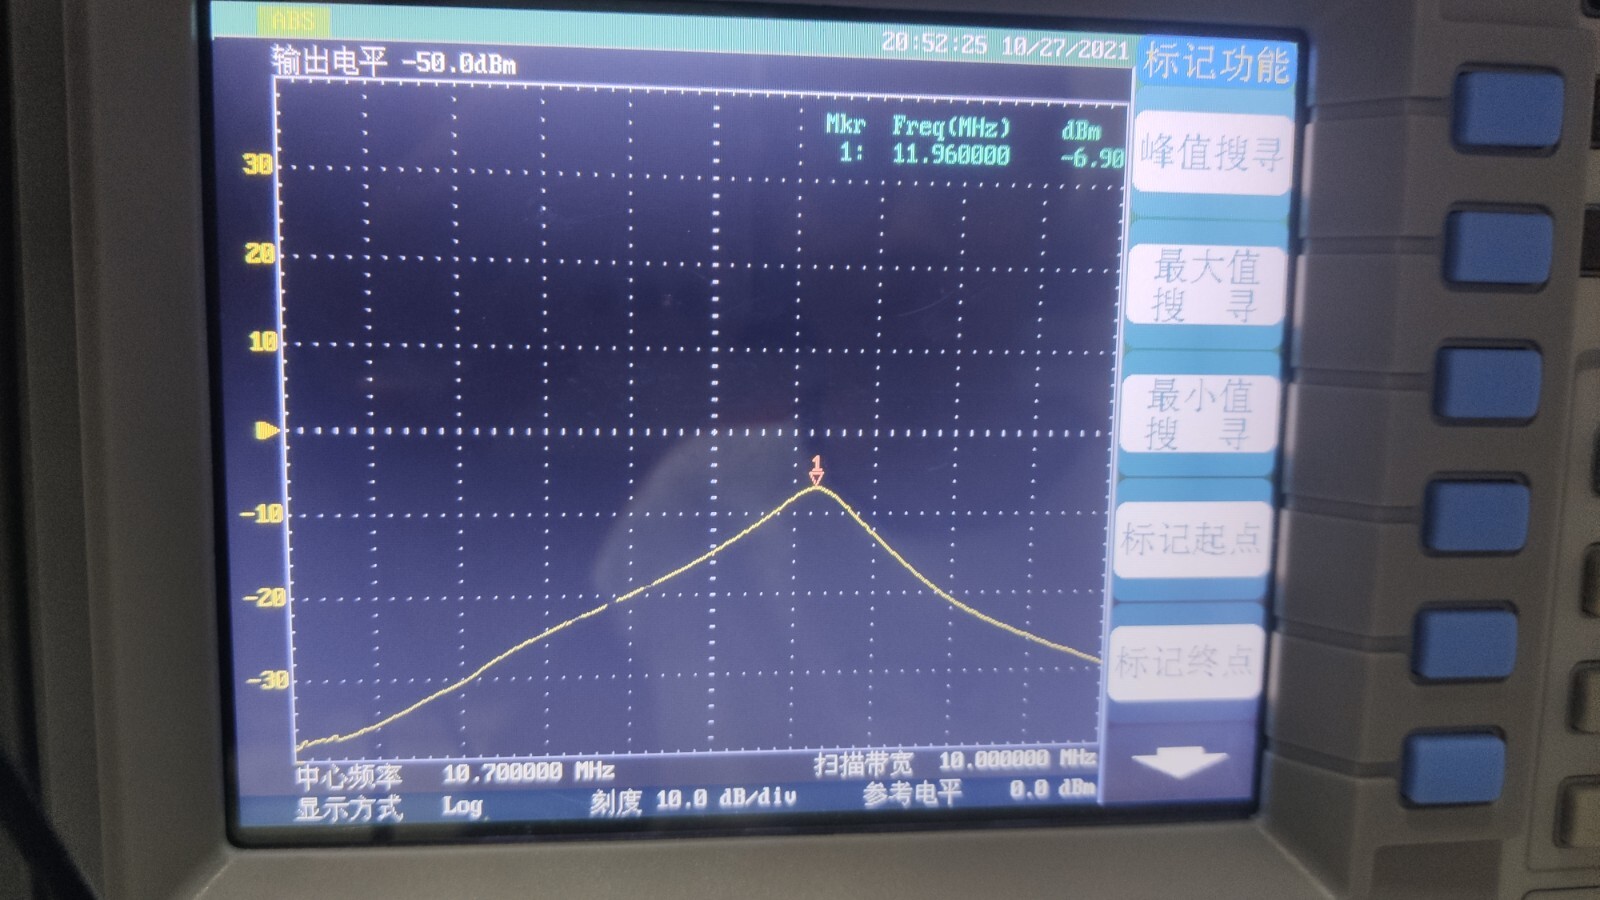 ABS
20:52:25 10/27/2021
输出电平 -50.0dBm
标记功能
Mkr Freq(MHz) dBm
1: 11.960000 -6.90
30
20
10
-10
-20
-30
1
峰值搜寻
最大值
搜 寻
最小值
搜 寻
标记起点
标记终点
中心频率 10.700000 MHz 扫描带宽 10.000000 MHz
显示方式 Log 刻度 10.0 dB/div 参考电平 0.0 dBm